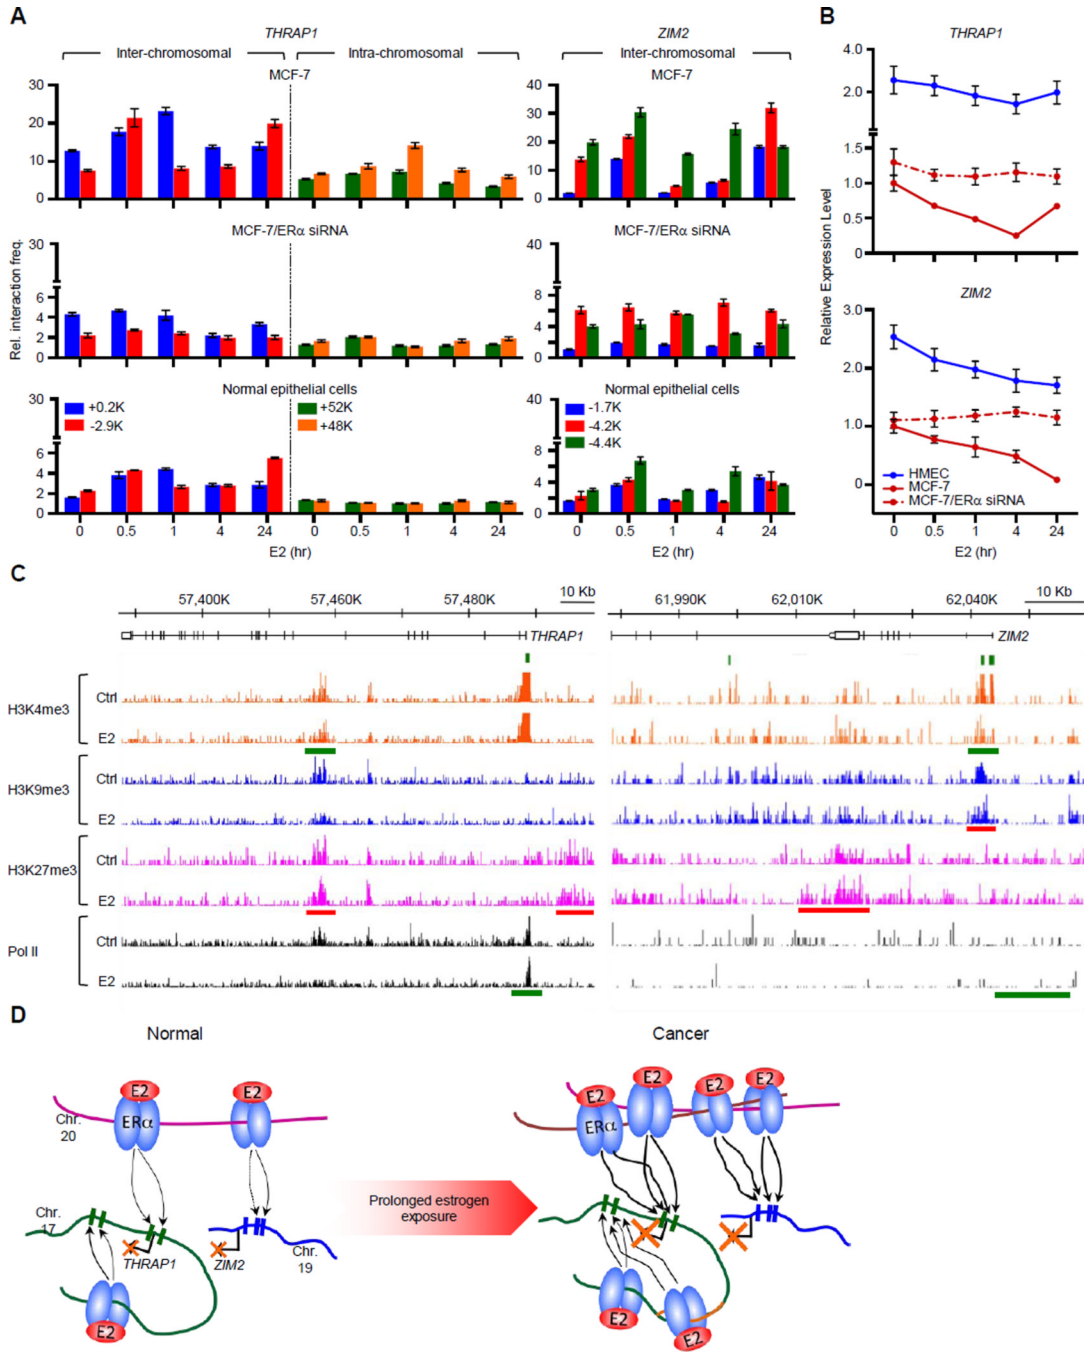 A
THRAP1
ZIM2
Inter-chromosomal
Intra-chromosomal
Inter-chromosomal
MCF-7
MCF-7
30
20
10
0
40
30
20
10
0
Rel. interaction freq.
MCF-7/ERα siRNA
MCF-7/ERα siRNA
30
6
4
2
0
40
8
4
0
Normal epithelial cells
Normal epithelial cells
30
6
4
2
0
+0.2K
-2.9K
+52K
+48K
40
8
6
4
2
0
-1.7K
-4.2K
-4.4K
0 0.5 1 4 24 0 0.5 1 4 24
0 0.5 1 4 24
E2 (hr)
E2 (hr)
B
THRAP1
4.0
2.0
1.5
1.0
0.5
0
Relative Expression Level
ZIM2
3.0
2.0
1.0
0
HMEC
MCF-7
MCF-7/ERα siRNA
0 0.5 1 4 24
E2 (hr)
C
57,400K 57,460K 57,480K 10 Kb
61,990K 62,010K 62,040K 10 Kb
THRAP1
ZIM2
H3K4me3
Ctrl
E2
H3K9me3
Ctrl
E2
H3K27me3
Ctrl
E2
Pol II
Ctrl
E2
D
Normal
Cancer
E2
E2
ERα
Chr.
20
Chr.
17
THRAP1
ZIM2
Chr.
19
E2
Prolonged estrogen
exposure
E2
E2
E2
E2
ERα
E2
E2